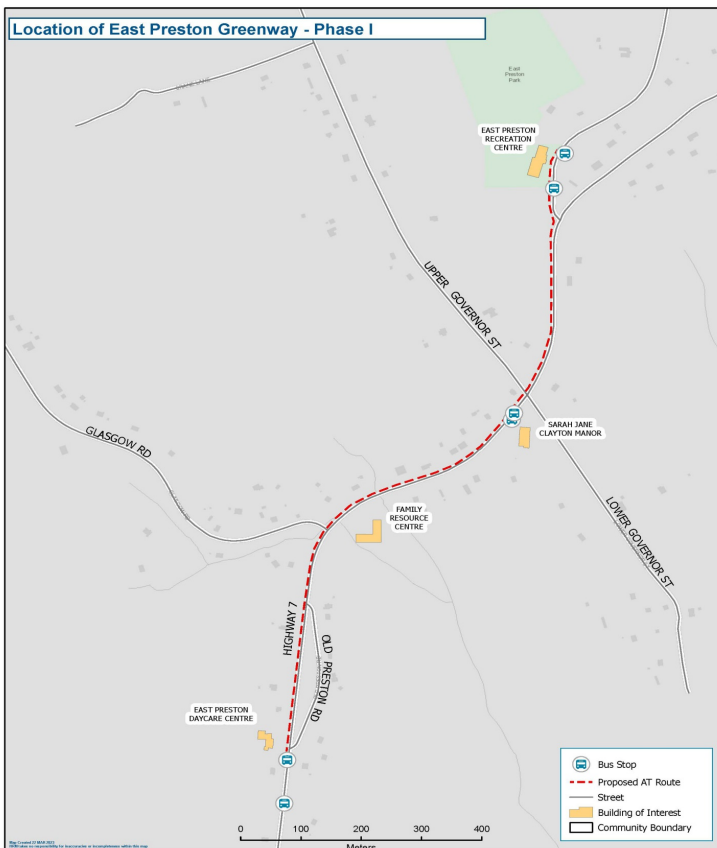 Location of East Preston Greenway - Phase I
East
Preston
Park
EAST PRESTON
RECREATION
CENTRE
UPPER GOVERNOR ST
SARAH JANE
CLAYTON MANOR
GLASGOW RD
FAMILY
RESOURCE
CENTRE
LOWER GOVERNOR ST
HIGHWAY 7
OLD PRESTON RD
EAST PRESTON
DAYCARE CENTRE
Bus Stop
Proposed AT Route
Street
Building of Interest
Community Boundary
0 100 200 300 400
Meters